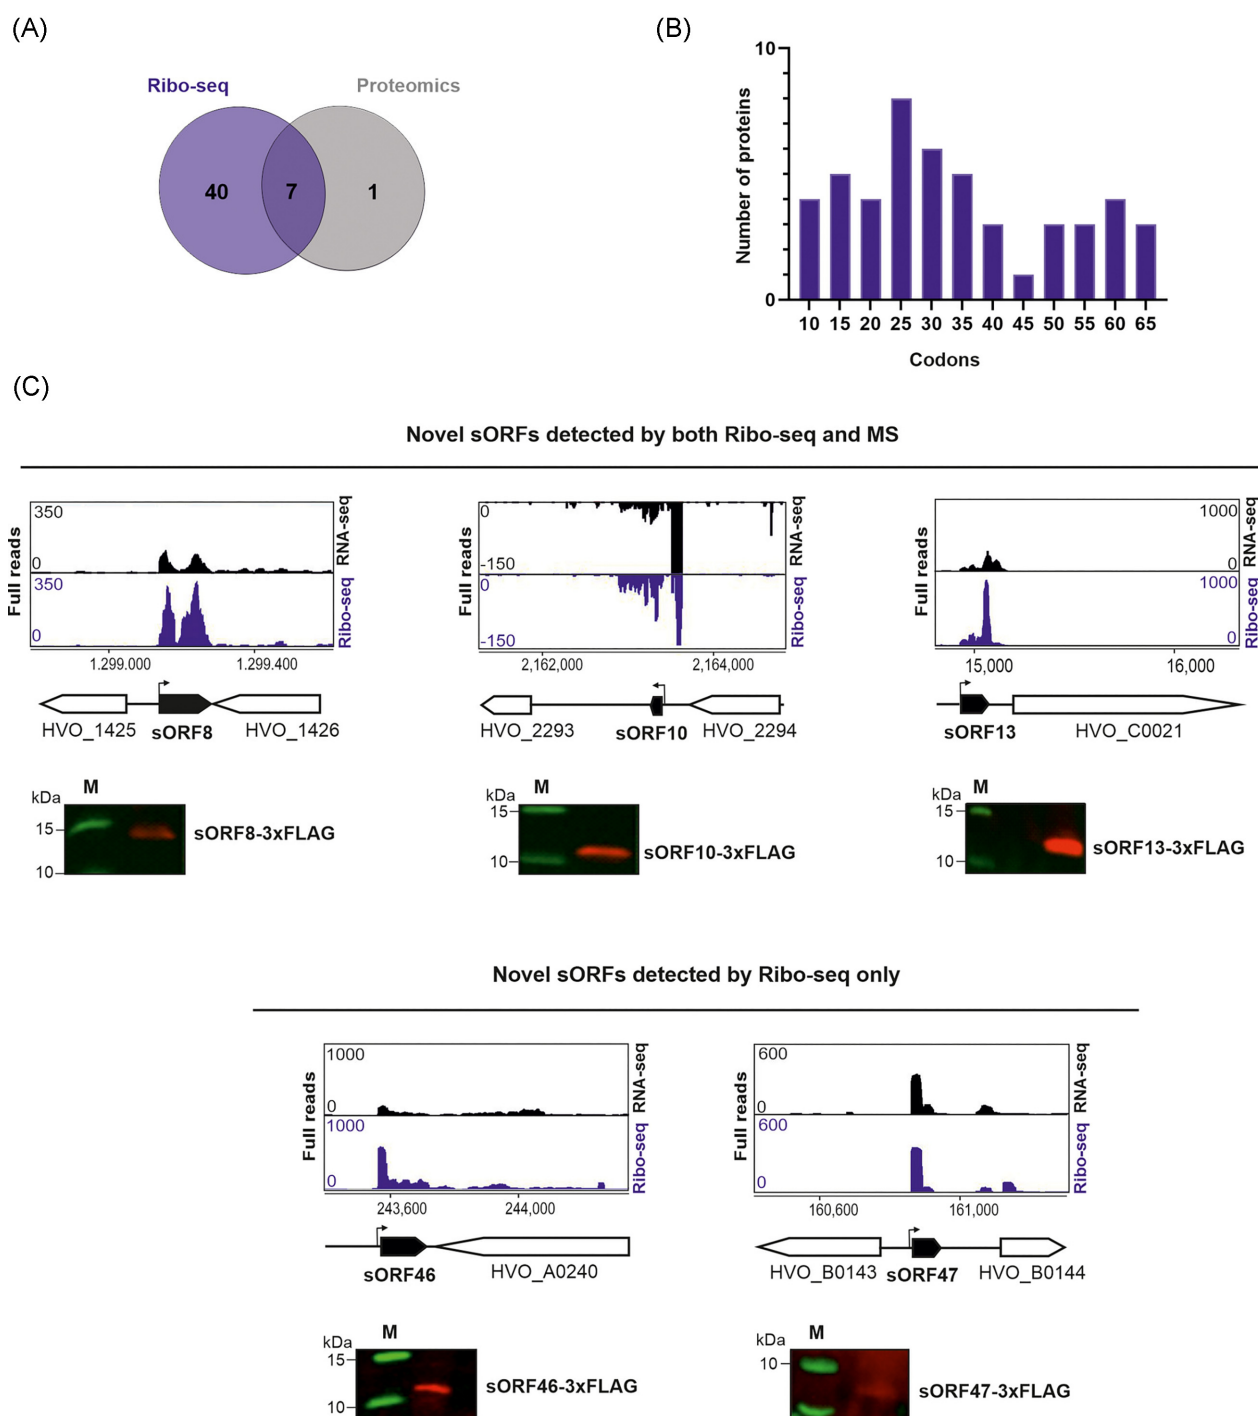 (A)
Ribo-seq
Proteomics
40
7
1
(B)
10
0
Number of proteins
10 15 20 25 30 35 40 45 50 55 60 65
Codons
(C)
Novel sORFs detected by both Ribo-seq and MS
Full reads
350
0
350
0
RNA-seq
Ribo-seq
1.299.000 1.299.400
HVO_1425 sORF8 HVO_1426
M
kDa
15
10
sORF8-3xFLAG
Full reads
0
-150
0
-150
RNA-seq
Ribo-seq
2,162,000 2,164,000
HVO_2293 sORF10 HVO_2294
M
kDa
15
10
sORF10-3xFLAG
Full reads
1000
0
1000
0
RNA-seq
Ribo-seq
15,000 16,000
sORF13 HVO_C0021
M
kDa
15
10
sORF13-3xFLAG
Novel sORFs detected by Ribo-seq only
Full reads
1000
0
1000
0
RNA-seq
Ribo-seq
243,600 244,000
sORF46 HVO_A0240
M
kDa
15
10
sORF46-3xFLAG
Full reads
600
0
600
0
RNA-seq
Ribo-seq
160,600 161,000
HVO_B0143 sORF47 HVO_B0144
M
kDa
10
sORF47-3xFLAG